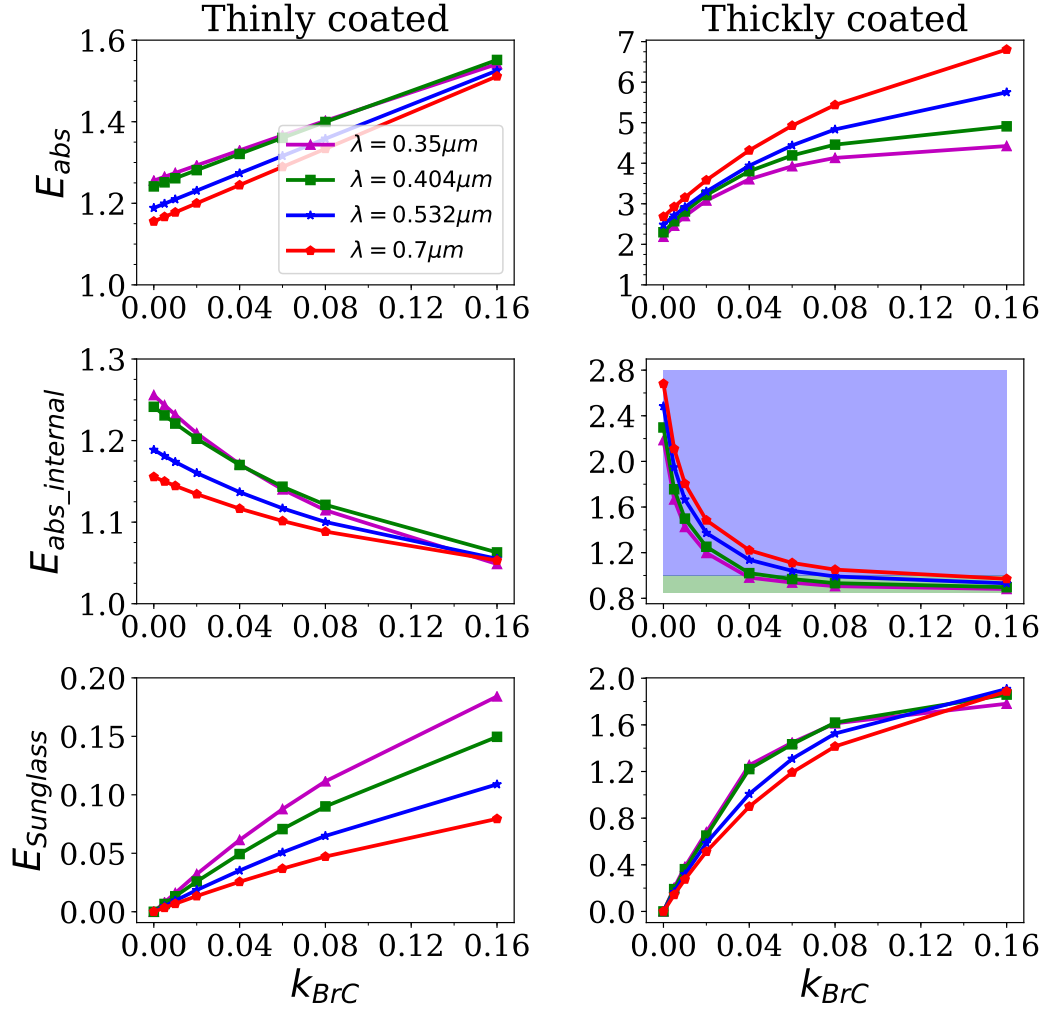 Thinly coated
Thickly coated
E_abs
1.6
1.4
1.2
1.0
λ = 0.35μm
λ = 0.404μm
λ = 0.532μm
λ = 0.7μm
0.00 0.04 0.08 0.12 0.16
7
6
5
4
3
2
1
0.00 0.04 0.08 0.12 0.16
E_abs_internal
1.3
1.2
1.1
1.0
0.00 0.04 0.08 0.12 0.16
2.8
2.4
2.0
1.6
1.2
0.8
0.00 0.04 0.08 0.12 0.16
E_Sunglass
0.20
0.15
0.10
0.05
0.00
0.00 0.04 0.08 0.12 0.16
k_BrC
2.0
1.6
1.2
0.8
0.4
0.0
0.00 0.04 0.08 0.12 0.16
k_BrC